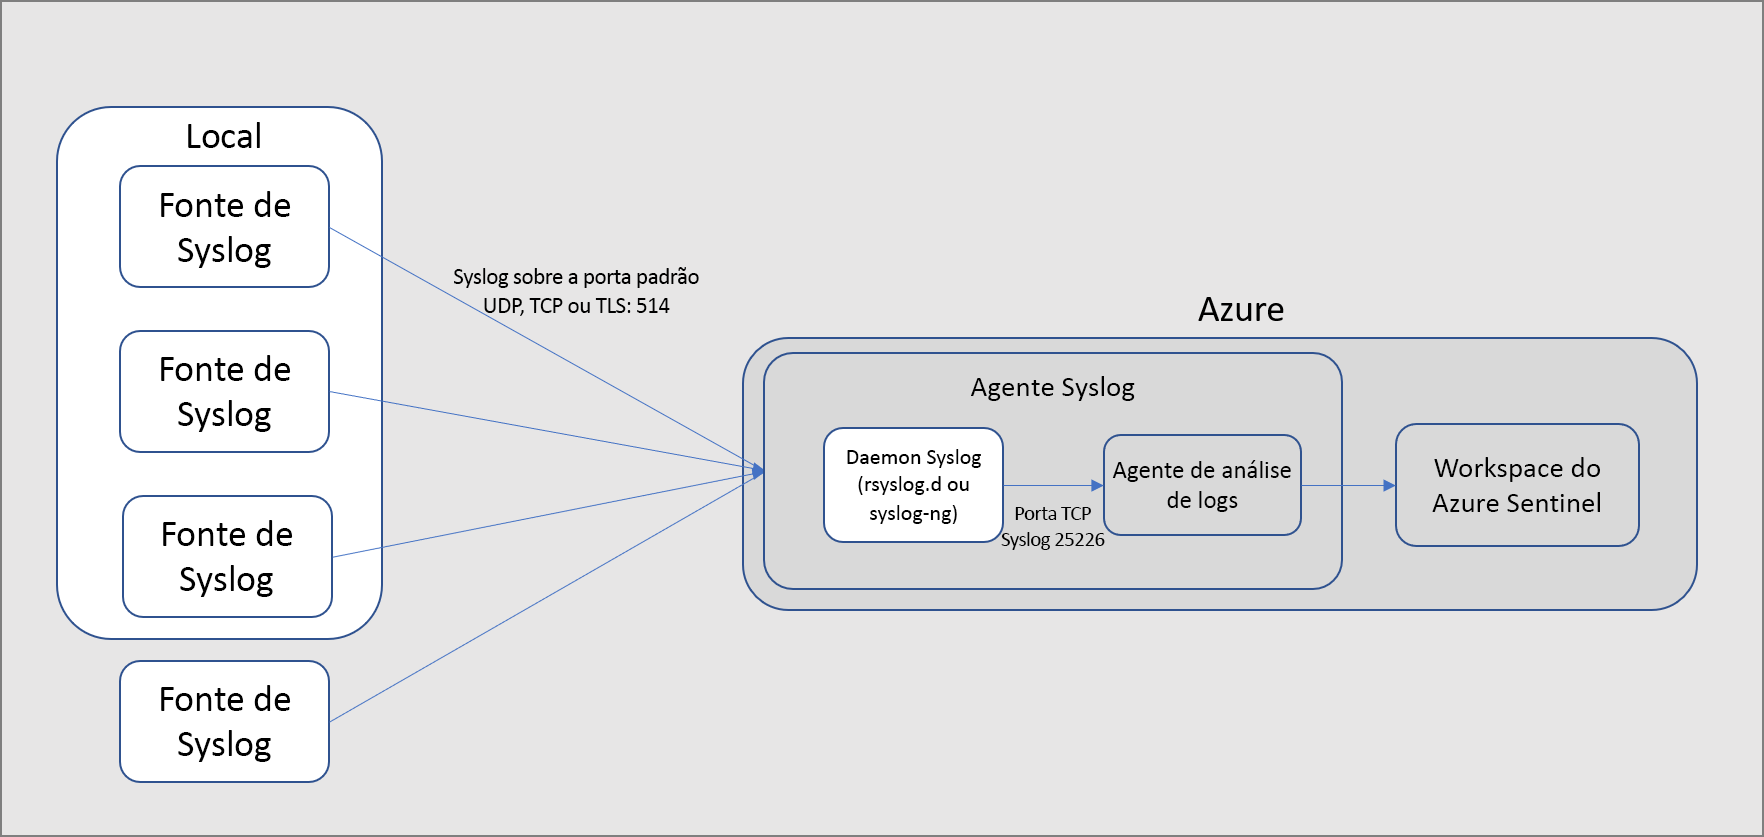 Local
Fonte de
Syslog
Fonte de
Syslog
Fonte de
Syslog
Fonte de
Syslog
Syslog sobre a porta padrão
UDP, TCP ou TLS: 514
Azure
Agente Syslog
Daemon Syslog
(rsyslog.d ou
syslog-ng)
Porta TCP
Syslog 25226
Agente de análise
de logs
Workspace do
Azure Sentinel